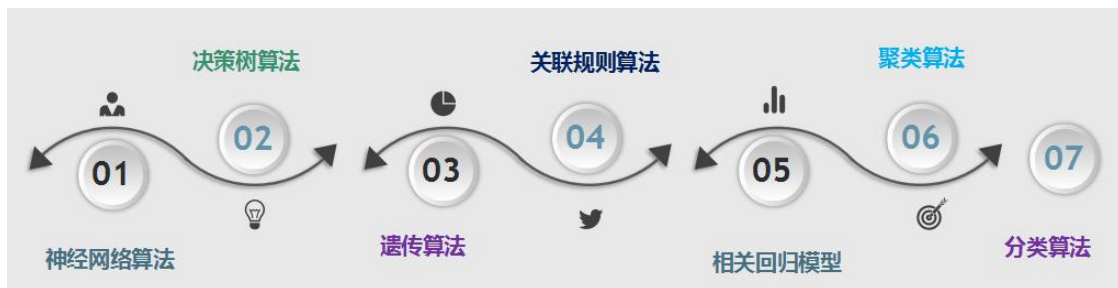 决策树算法
关联规则算法
聚类算法
01
02
03
04
05
06
07
神经网络算法
遗传算法
相关回归模型
分类算法